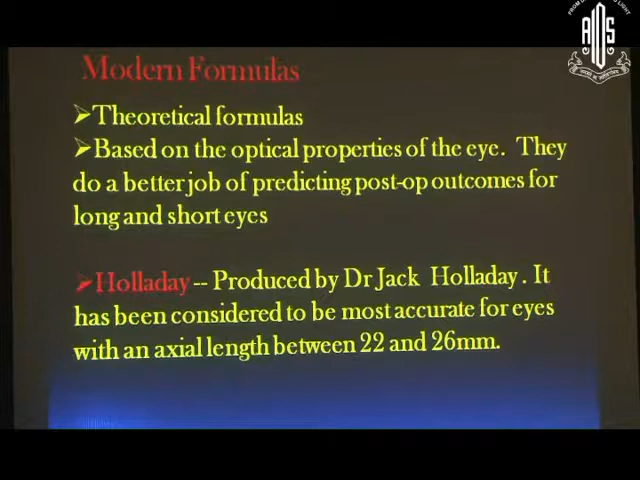 AIOS
Modern Formulas
➢Theoretical formulas
➢Based on the optical properties of the eye. They
do a better job of predicting post-op outcomes for
long and short eyes
➢Holladay -- Produced by Dr Jack Holladay . It
has been considered to be most accurate for eyes
with an axial length between 22 and 26mm.